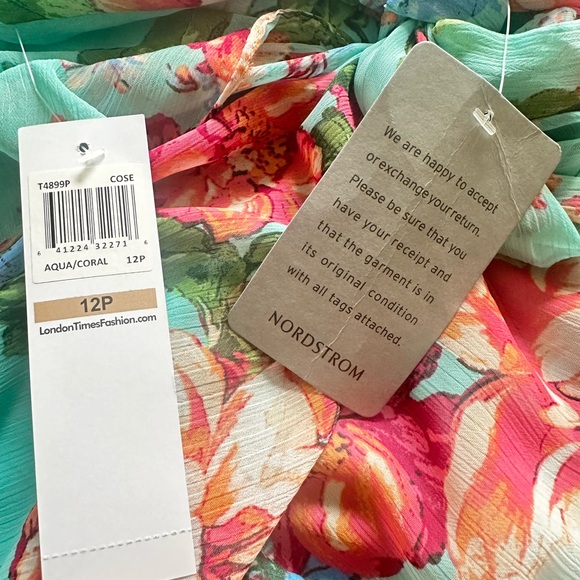 T4899P COSE
6 41224 32271 6
AQUA/CORAL 12P
12P
LondonTimesFashion.com
We are happy to accept
or exchange your return.
Please be sure that you
have your receipt and
that the garment is in
its original condition
with all tags attached.
NORDSTROM